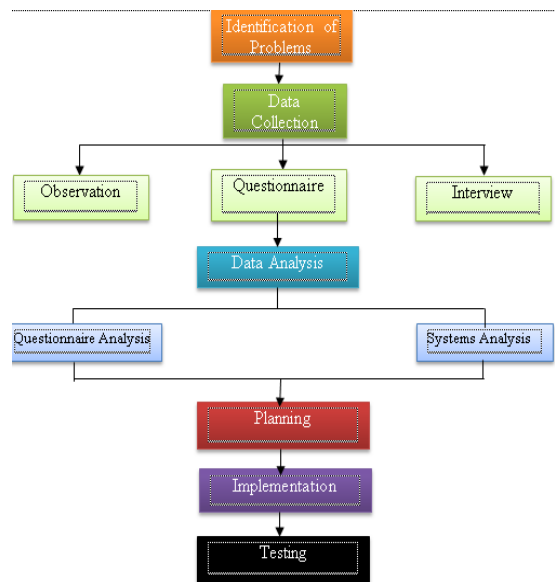 Identification of
Problems
Data
Collection
Observation
Questionnaire
Interview
Data Analysis
Questionnaire Analysis
Systems Analysis
Planning
Implementation
Testing